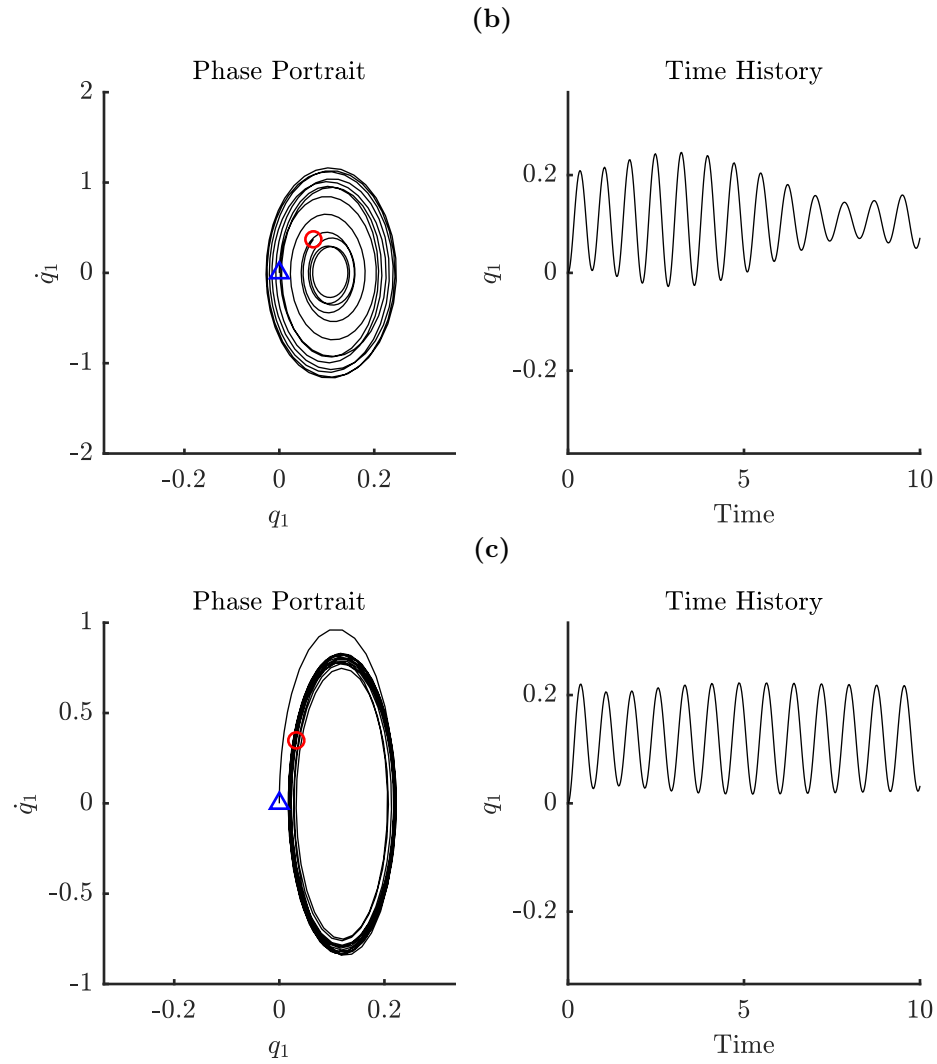 (b)
Phase Portrait
2
1
0
-1
-2
-0.2 0 0.2
q̇₁
q₁
Time History
0.2
0
-0.2
0 5 10
q₁
Time
(c)
Phase Portrait
1
0.5
0
-0.5
-1
-0.2 0 0.2
q̇₁
q₁
Time History
0.2
0
-0.2
0 5 10
q₁
Time